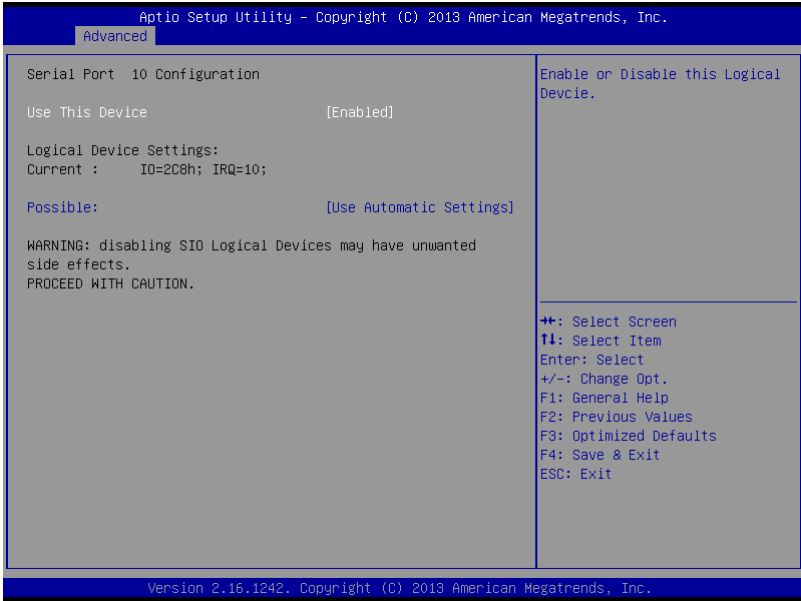 Aptio Setup Utility – Copyright (C) 2013 American Megatrends, Inc.
Advanced
Serial Port 10 Configuration
Use This Device [Enabled]
Logical Device Settings:
Current : IO=2C8h; IRQ=10;
Possible: [Use Automatic Settings]
WARNING: disabling SIO Logical Devices may have unwanted
side effects.
PROCEED WITH CAUTION.
Enable or Disable this Logical
Devcie.
→←: Select Screen
↑↓: Select Item
Enter: Select
+/-: Change Opt.
F1: General Help
F2: Previous Values
F3: Optimized Defaults
F4: Save & Exit
ESC: Exit
Version 2.16.1242. Copyright (C) 2013 American Megatrends, Inc.